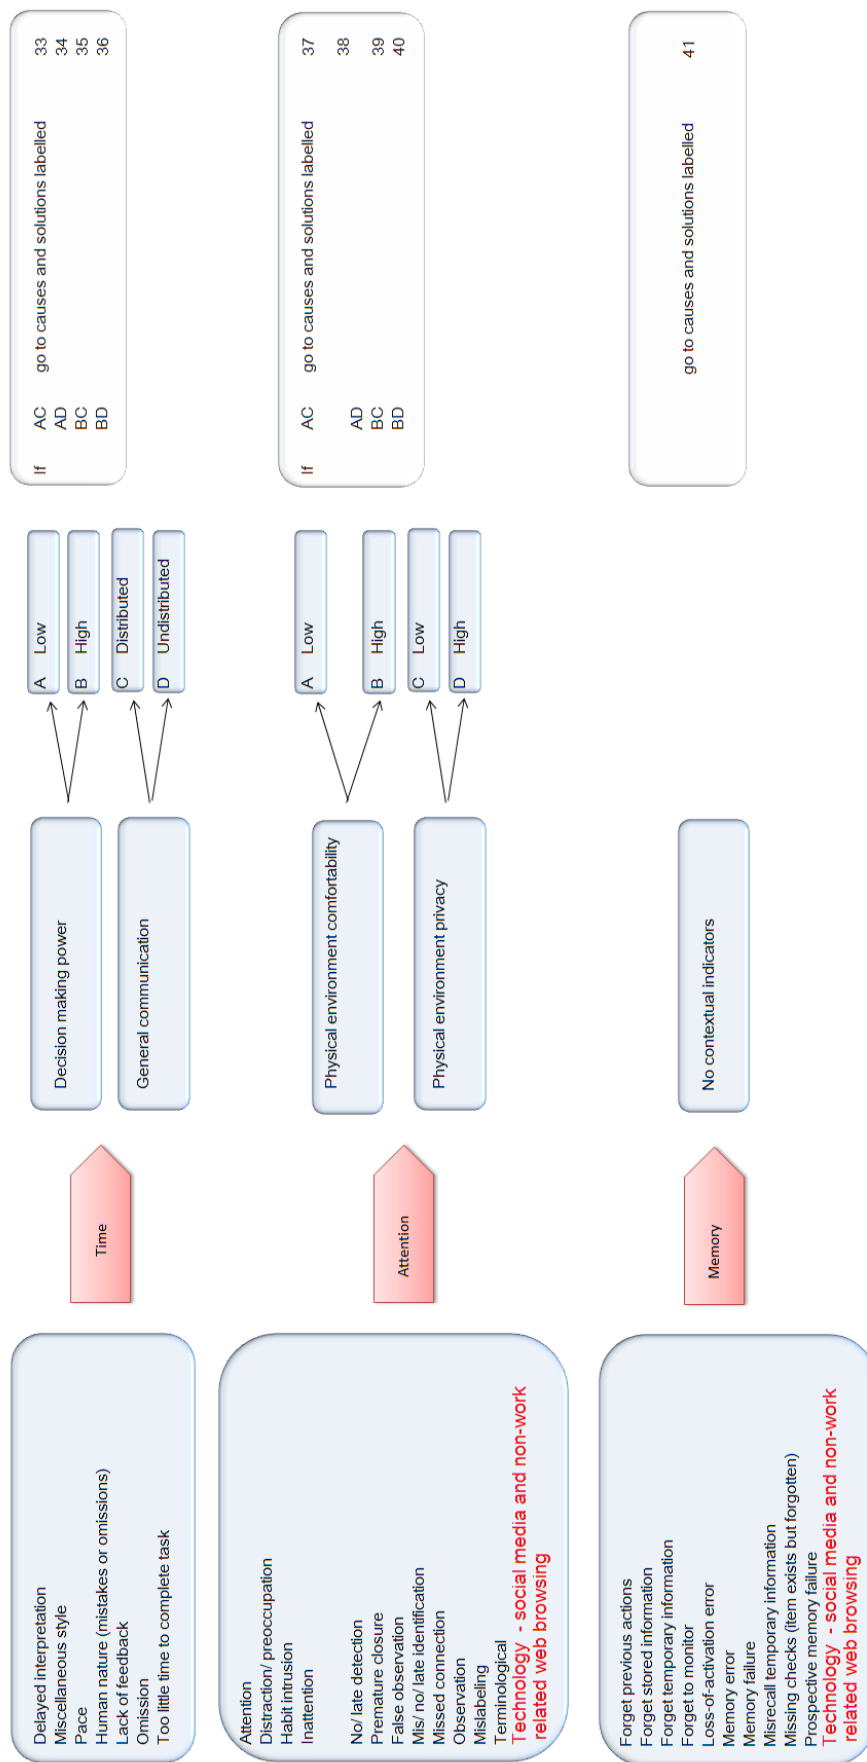 Delayed interpretation
Miscellaneous style
Pace
Human nature (mistakes or omissions)
Lack of feedback
Omission
Too little time to complete task
Time
Decision making power
General communication
A Low
B High
C Distributed
D Undistributed
If AC go to causes and solutions labelled 33
AD 34
BC 35
BD 36
Attention
Distraction/ preoccupation
Habit intrusion
Inattention
No/ late detection
Premature closure
False observation
Mis/ no/ late identification
Missed connection
Observation
Mislabeling
Terminological
Technology - social media and non-work
related web browsing
Attention
Physical environment comfortability
Physical environment privacy
A Low
B High
C Low
D High
If AC go to causes and solutions labelled 37
AD 38
BC 39
BD 40
Forget previous actions
Forget stored information
Forget temporary information
Forget to monitor
Loss-of-activation error
Memory error
Memory failure
Misrecall temporary information
Missing checks (item exists but forgotten)
Prospective memory failure
Technology - social media and non-work
related web browsing
Memory
No contextual indicators
go to causes and solutions labelled 41